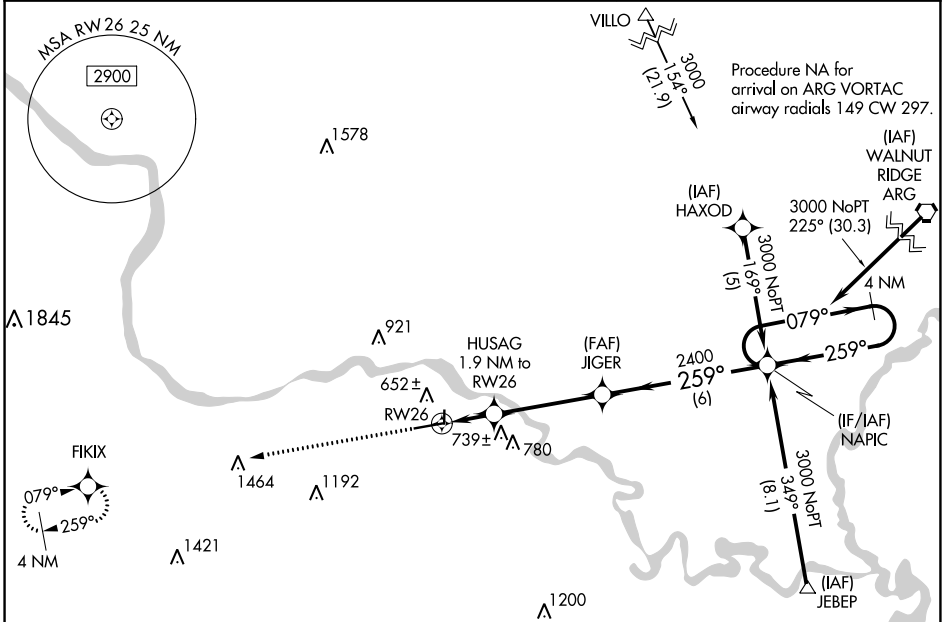 MSA RW26 25 NM
2900
VILLO
3000
154°
(21.9)
Procedure NA for
arrival on ARG VORTAC
airway radials 149 CW 297.
1578
(IAF)
WALNUT
RIDGE
ARG
(IAF)
HAXOD
3000 NoPT
225° (30.3)
3000 NoPT
169°
(5)
4 NM
079°
259°
1845
921
HUSAG
1.9 NM to
RW26
(FAF)
JIGER
2400
259°
(6)
652±
RW26
739±
780
(IF/IAF)
NAPIC
FIKIX
079°
259°
4 NM
1464
1192
3000 NoPT
349°
(8.1)
1421
1200
(IAF)
JEBEP